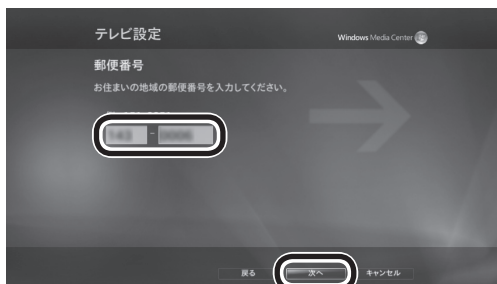 テレビ設定
Windows Media Center
郵便番号
お住まいの地域の郵便番号を入力してください。
戻る
次へ
キャンセル